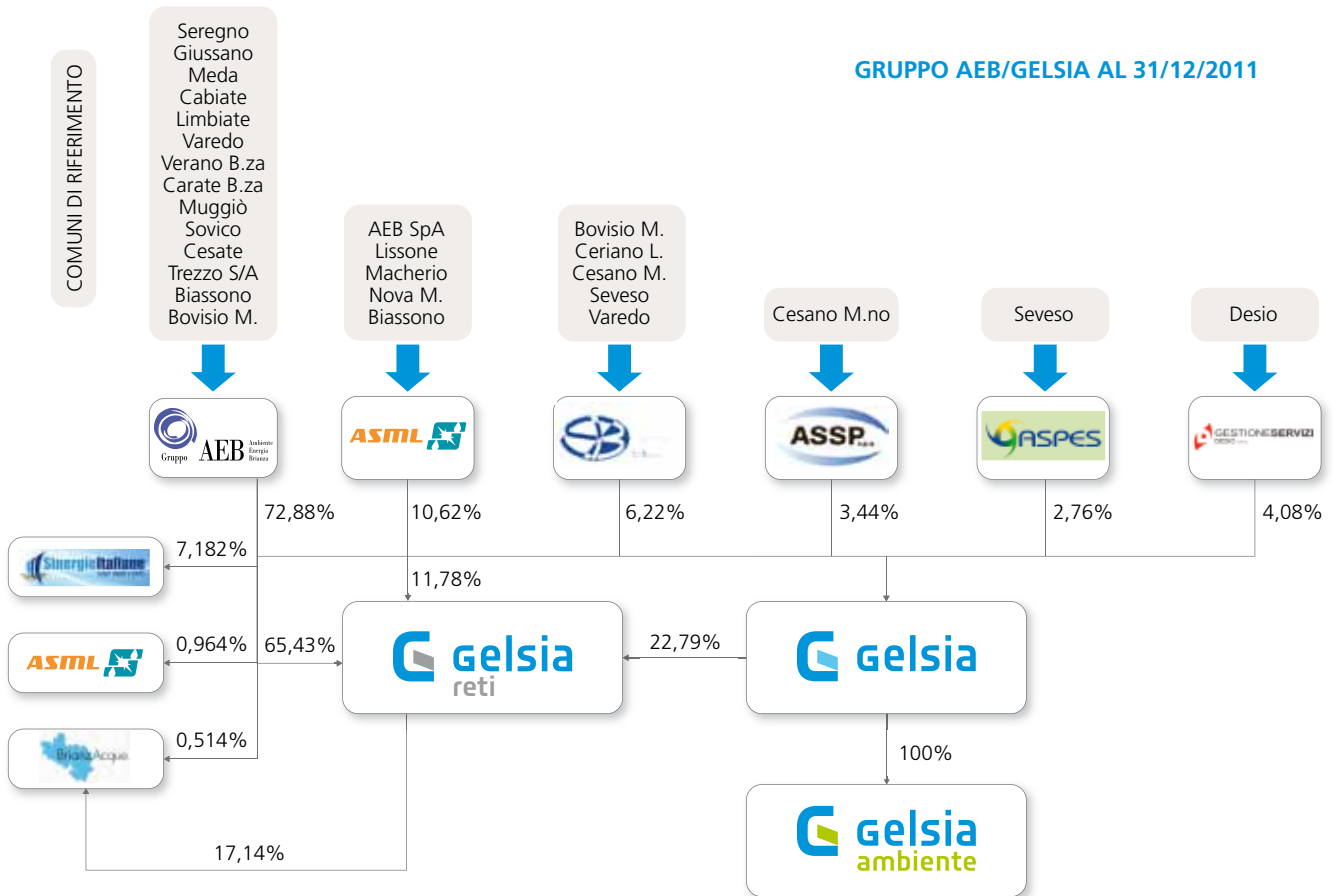 GRUPPO AEB/GELSIA AL 31/12/2011
COMUNI DI RIFERIMENTO
Seregno
Giussano
Meda
Cabiate
Limbiate
Varedo
Verano B.za
Carate B.za
Muggiò
Sovico
Cesate
Trezzo S/A
Biassono
Bovisio M.
AEB SpA
Lissone
Macherio
Nova M.
Biassono
Bovisio M.
Ceriano L.
Cesano M.
Seveso
Varedo
Cesano M.no
Seveso
Desio
Gruppo AEB Ambiente
Energia
Brianza
ASML
ASSP
ASPES
GESTIONESERVIZI
72,88%
10,62%
6,22%
3,44%
2,76%
4,08%
SinergieItaliane
7,182%
11,78%
ASML
0,964%
65,43%
Gelsia
reti
22,79%
Gelsia
BrianzAcque
0,514%
100%
17,14%
Gelsia
ambiente